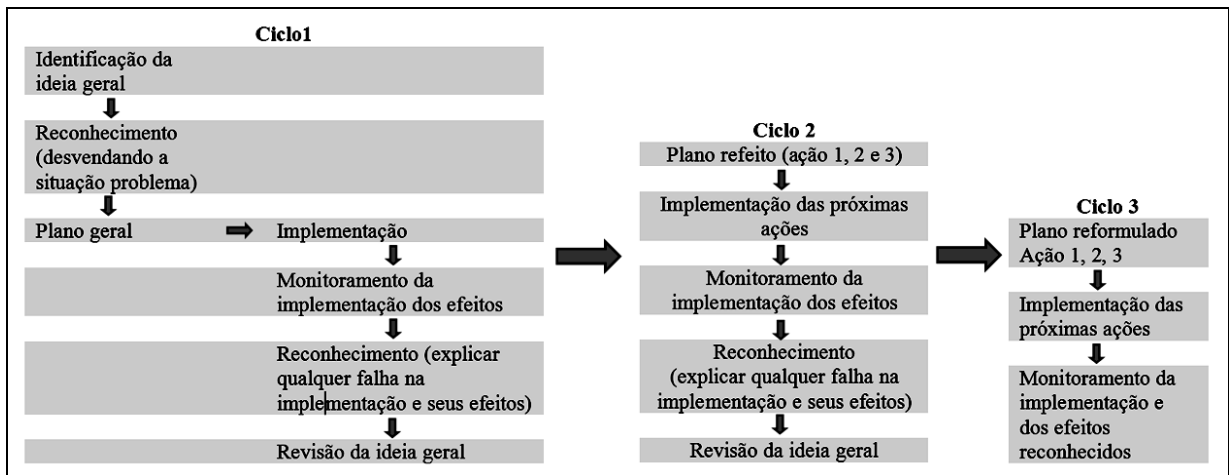 Ciclo1
Identificação da
ideia geral
Reconhecimento
(desvendando a
situação problema)
Plano geral
Implementação
Monitoramento da
implementação dos efeitos
Reconhecimento (explicar
qualquer falha na
implementação e seus efeitos)
Revisão da ideia geral
Ciclo 2
Plano refeito (ação 1, 2 e 3)
Implementação das próximas
ações
Monitoramento da
implementação dos efeitos
Reconhecimento
(explicar qualquer falha na
implementação e seus efeitos)
Revisão da ideia geral
Ciclo 3
Plano reformulado
Ação 1, 2, 3
Implementação das
próximas ações
Monitoramento da
implementação e
dos efeitos
reconhecidos